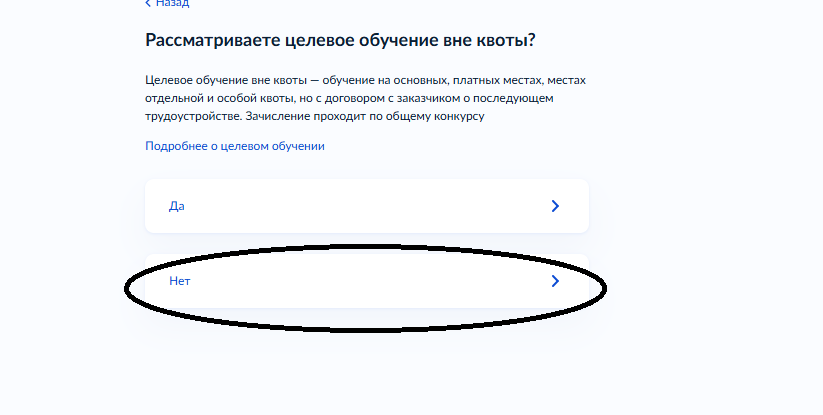 Назад
Рассматриваете целевое обучение вне квоты?
Целевое обучение вне квоты — обучение на основных, платных местах, местах
отдельной и особой квоты, но с договором с заказчиком о последующем
трудоустройстве. Зачисление проходит по общему конкурсу
Подробнее о целевом обучении
Да
Нет